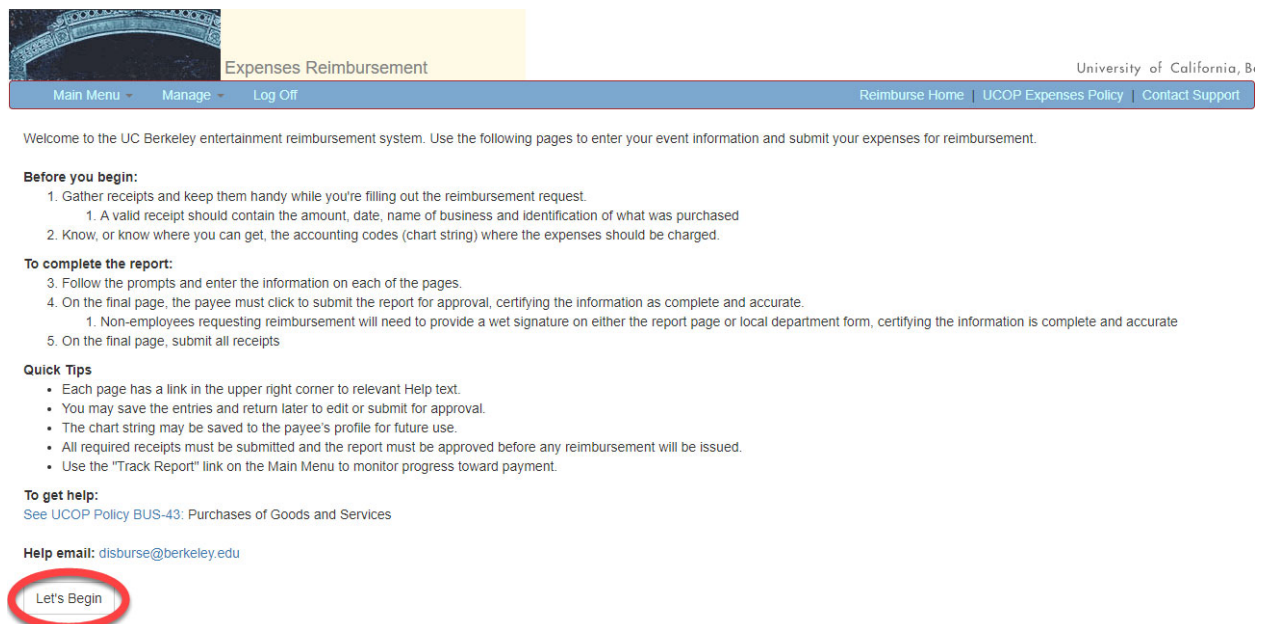 Expenses Reimbursement
University of California,
Main Menu Manage Log Off Reimburse Home | UCOP Expenses Policy | Contact Support
Welcome to the UC Berkeley entertainment reimbursement system. Use the following pages to enter your event information and submit your expenses for reimbursement.
Before you begin:
1. Gather receipts and keep them handy while you're filling out the reimbursement request.
1. A valid receipt should contain the amount, date, name of business and identification of what was purchased
2. Know, or know where you can get, the accounting codes (chart string) where the expenses should be charged.
To complete the report:
3. Follow the prompts and enter the information on each of the pages.
4. On the final page, the payee must click to submit the report for approval, certifying the information as complete and accurate.
1. Non-employees requesting reimbursement will need to provide a wet signature on either the report page or local department form, certifying the information is complete and accurate
5. On the final page, submit all receipts
Quick Tips
• Each page has a link in the upper right corner to relevant Help text.
• You may save the entries and return later to edit or submit for approval.
• The chart string may be saved to the payee's profile for future use.
• All required receipts must be submitted and the report must be approved before any reimbursement will be issued.
• Use the "Track Report" link on the Main Menu to monitor progress toward payment.
To get help:
See UCOP Policy BUS-43: Purchases of Goods and Services
Help email: disburse@berkeley.edu
Let's Begin